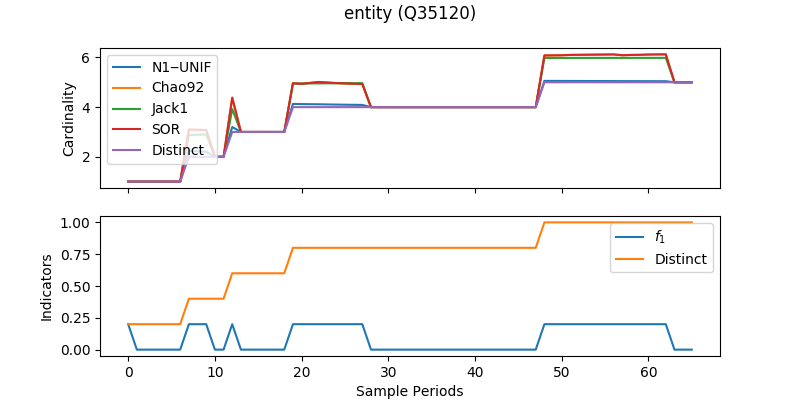 entity (Q35120)
Cardinality
6
4
2
N1−UNIF
Chao92
Jack1
SOR
Distinct
Indicators
1.00
0.75
0.50
0.25
0.00
f₁
Distinct
0 10 20 30 40 50 60
Sample Periods